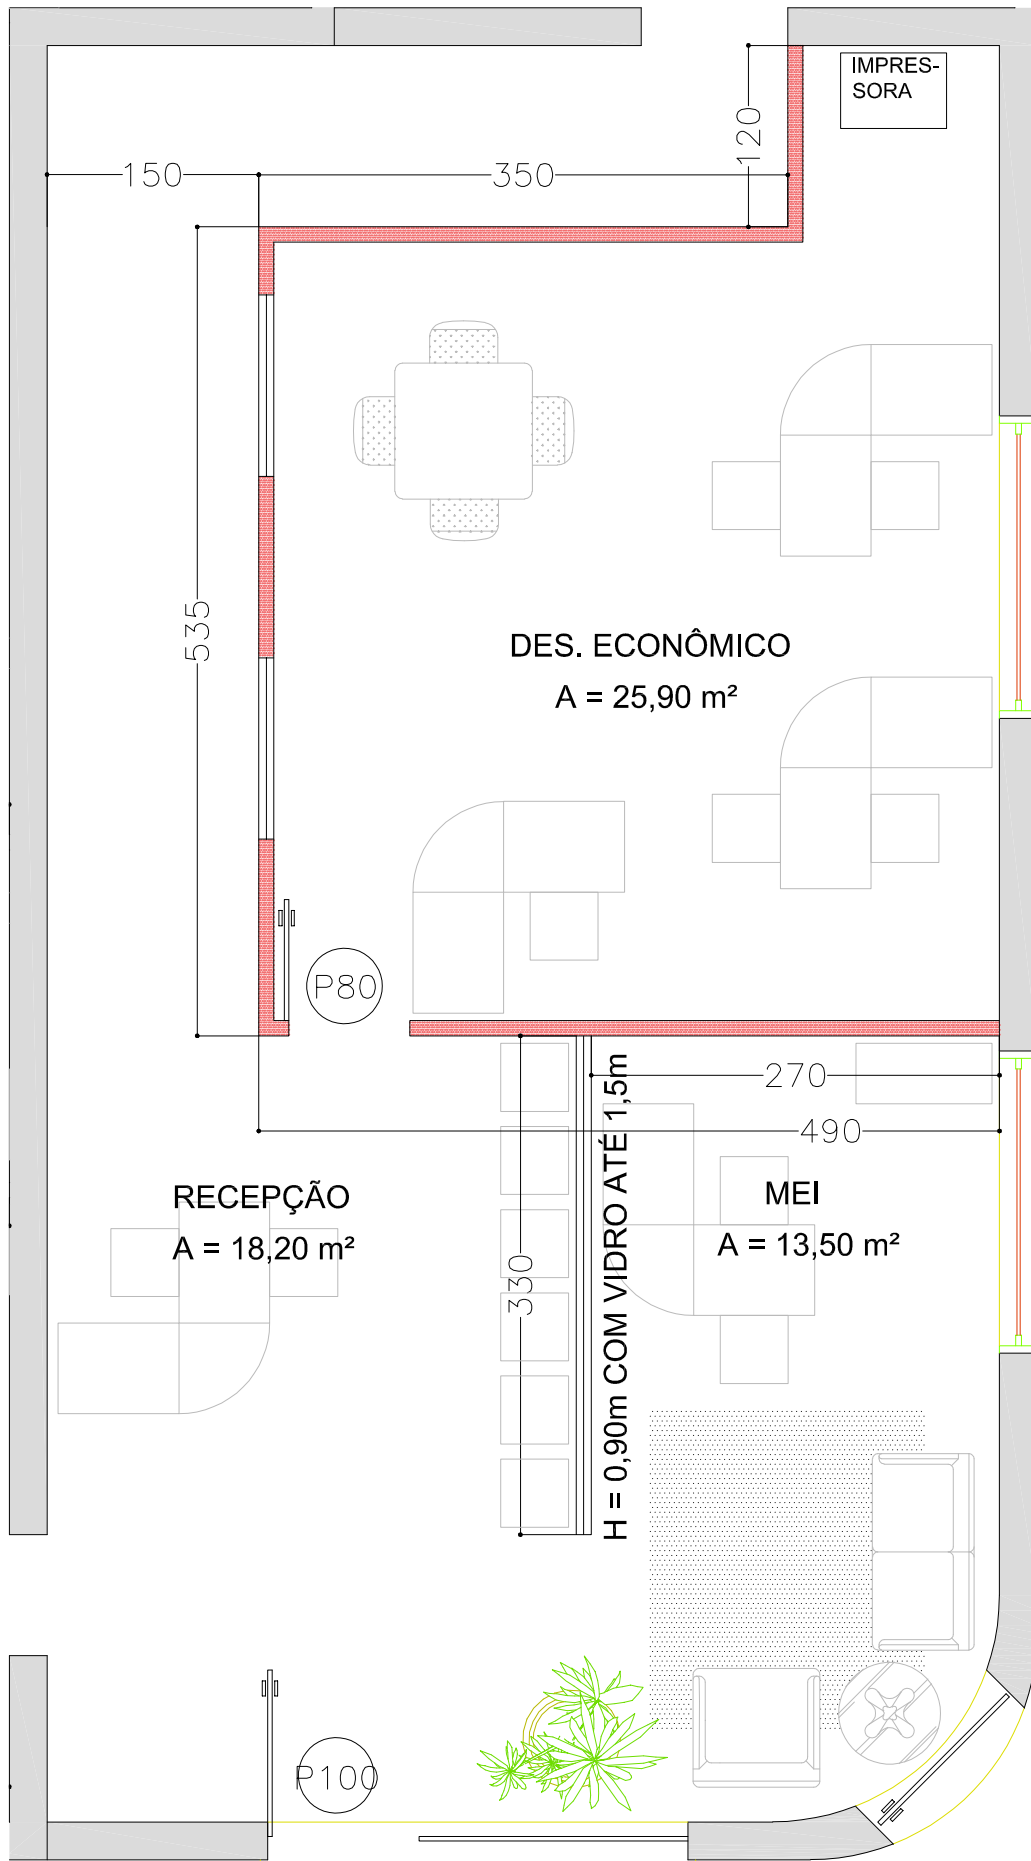 IMPRES-
SORA
120
150
350
535
DES. ECONÔMICO
A = 25,90 m²
P80
270
490
H = 0,90m COM VIDRO ATÉ 1,5m
RECEPÇÃO
A = 18,20 m²
MEI
A = 13,50 m²
330
P100